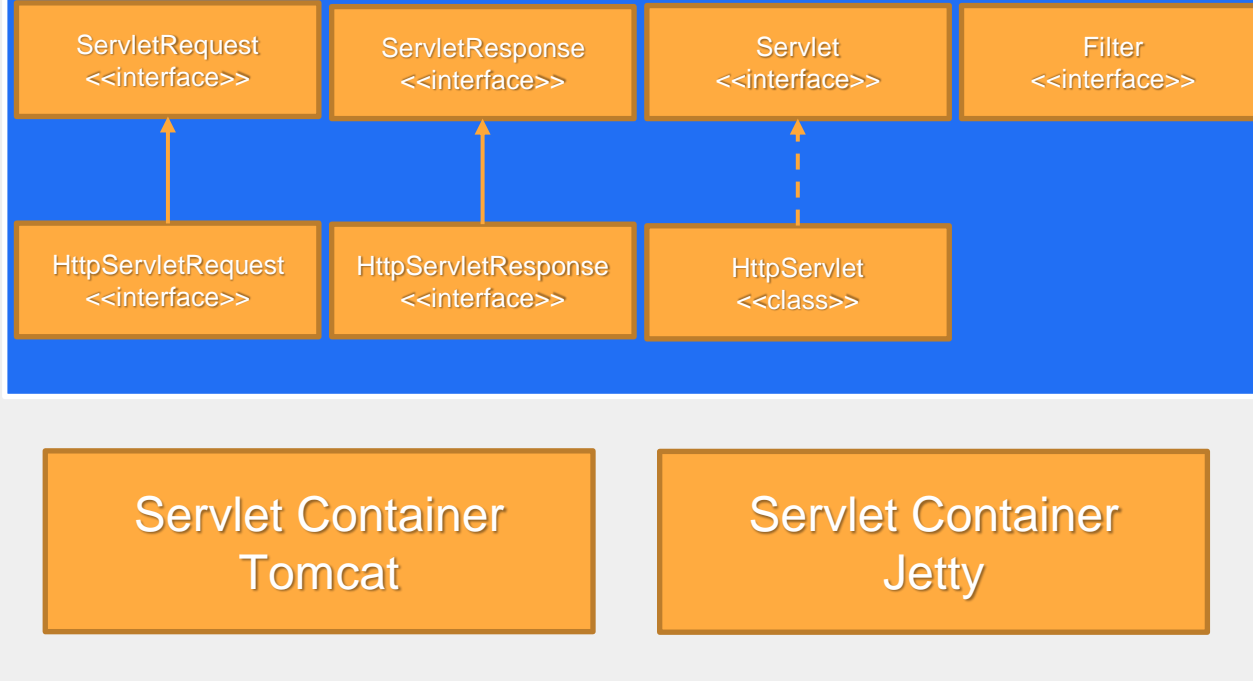 ServletRequest
<<interface>>
ServletResponse
<<interface>>
Servlet
<<interface>>
Filter
<<interface>>
HttpServletRequest
<<interface>>
HttpServletResponse
<<interface>>
HttpServlet
<<class>>
Servlet Container
Tomcat
Servlet Container
Jetty